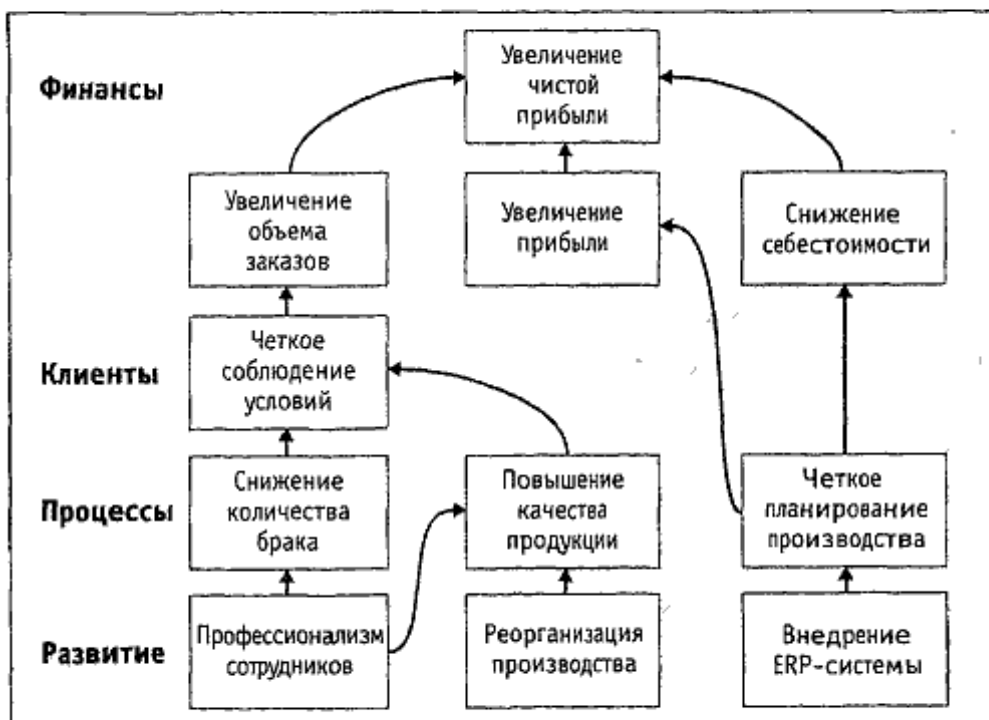 Финансы
Увеличение
чистой
прибыли
Увеличение
объема
заказов
Увеличение
прибыли
Снижение
себестоимости
Клиенты
Четкое
соблюдение
условий
Процессы
Снижение
количества
брака
Повышение
качества
продукции
Четкое
планирование
производства
Развитие
Профессионализм
сотрудников
Реорганизация
производства
Внедрение
ERP-системы